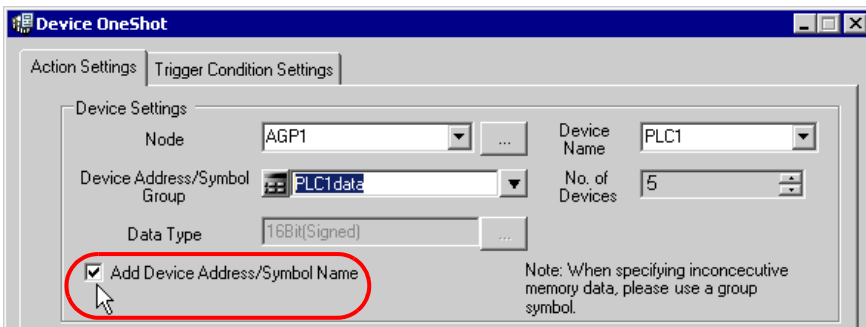 Device OneShot
Action Settings
Trigger Condition Settings
Device Settings
Node
AGP1
...
Device
Name
PLC1
Device Address/Symbol
Group
PLC1data
No. of
Devices
5
Data Type
16Bit(Signed)
...
Add Device Address/Symbol Name
Note: When specifying inconcecutive
memory data, please use a group
symbol.